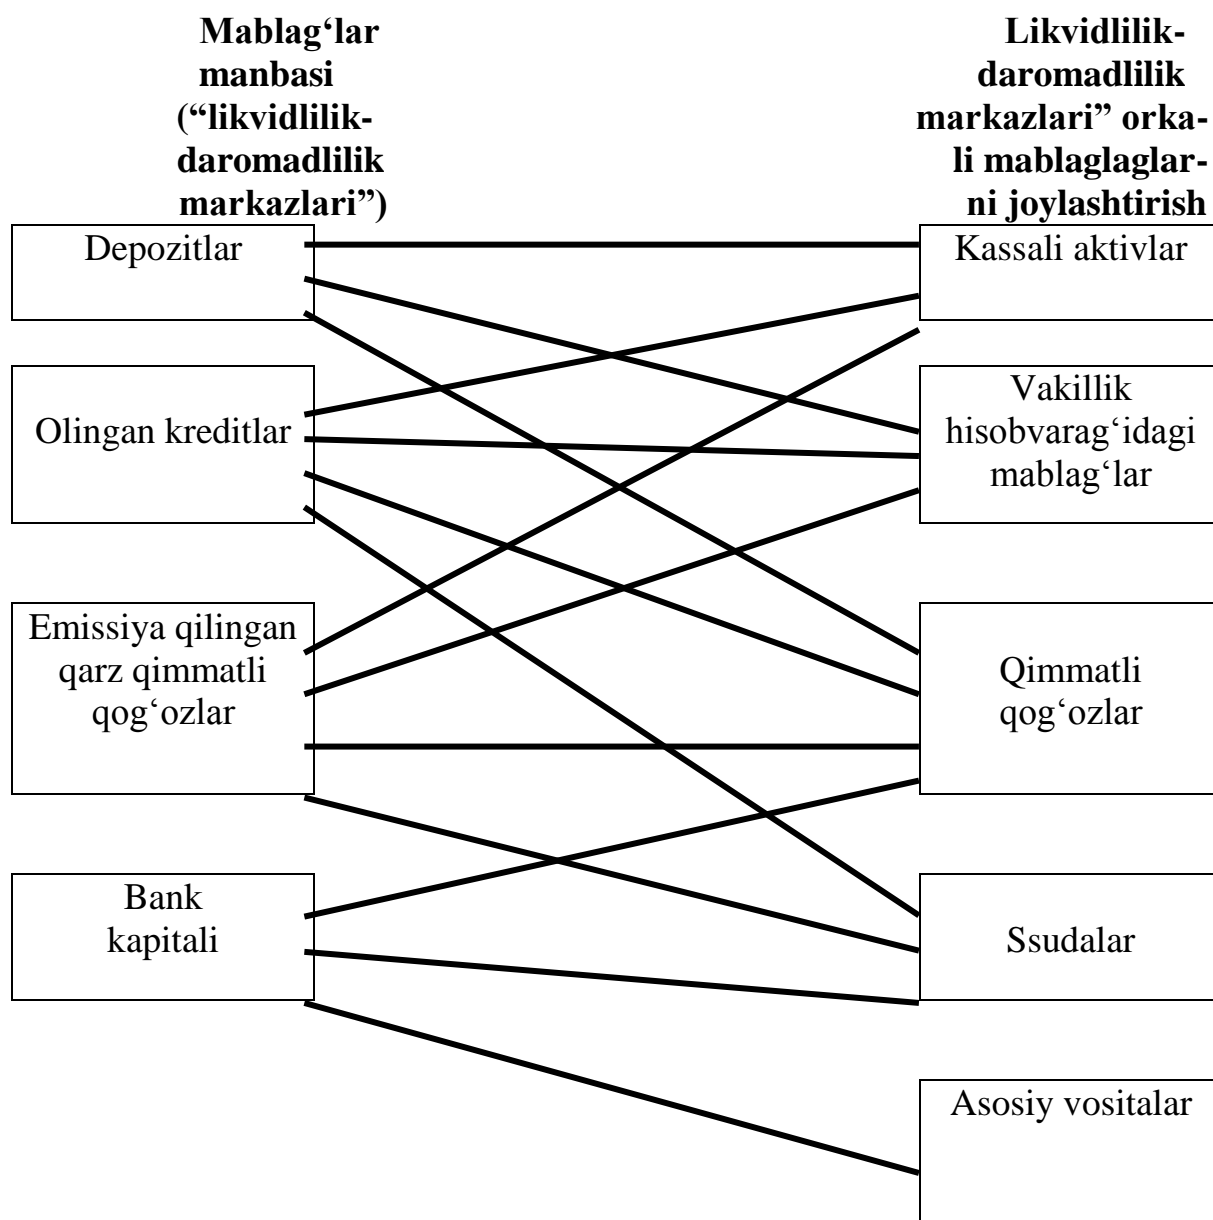 Mablag‘lar
manbasi
(“likvidlilik-
daromadlilik
markazlari”)
Likvidlilik-
daromadlilik
markazlari” orka-
li mablaglaglar-
ni joylashtirish
Depozitlar
Kassali aktivlar
Olingan kreditlar
Vakillik
hisobvarag‘idagi
mablag‘lar
Emissiya qilingan
qarz qimmatli
qog‘ozlar
Qimmatli
qog‘ozlar
Bank
kapitali
Ssudalar
Asosiy vositalar